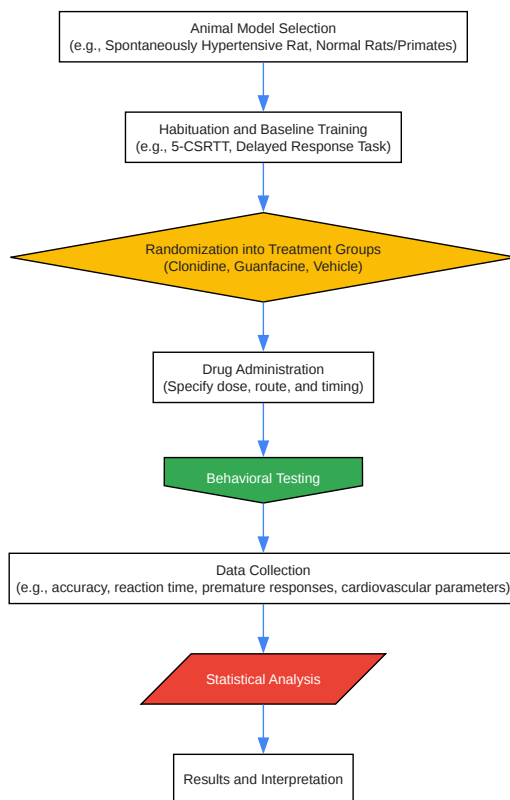 Animal Model Selection
(e.g., Spontaneously Hypertensive Rat, Normal Rats/Primates)
Habituation and Baseline Training
(e.g., 5-CSRTT, Delayed Response Task)
Randomization into Treatment Groups
(Clonidine, Guanfacine, Vehicle)
Drug Administration
(Specify dose, route, and timing)
Behavioral Testing
Data Collection
(e.g., accuracy, reaction time, premature responses, cardiovascular parameters)
Statistical Analysis
Results and Interpretation